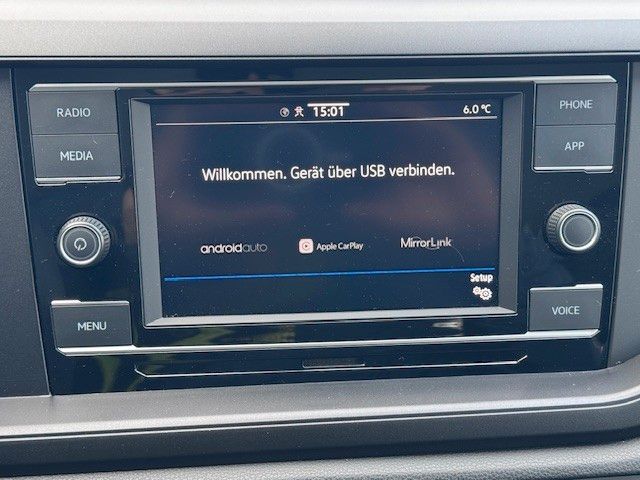 RADIO
MEDIA
MENU
15:01
6.0 °C
Willkommen. Gerät über USB verbinden.
androidauto
Apple CarPlay
MirrorLink
Setup
PHONE
APP
VOICE